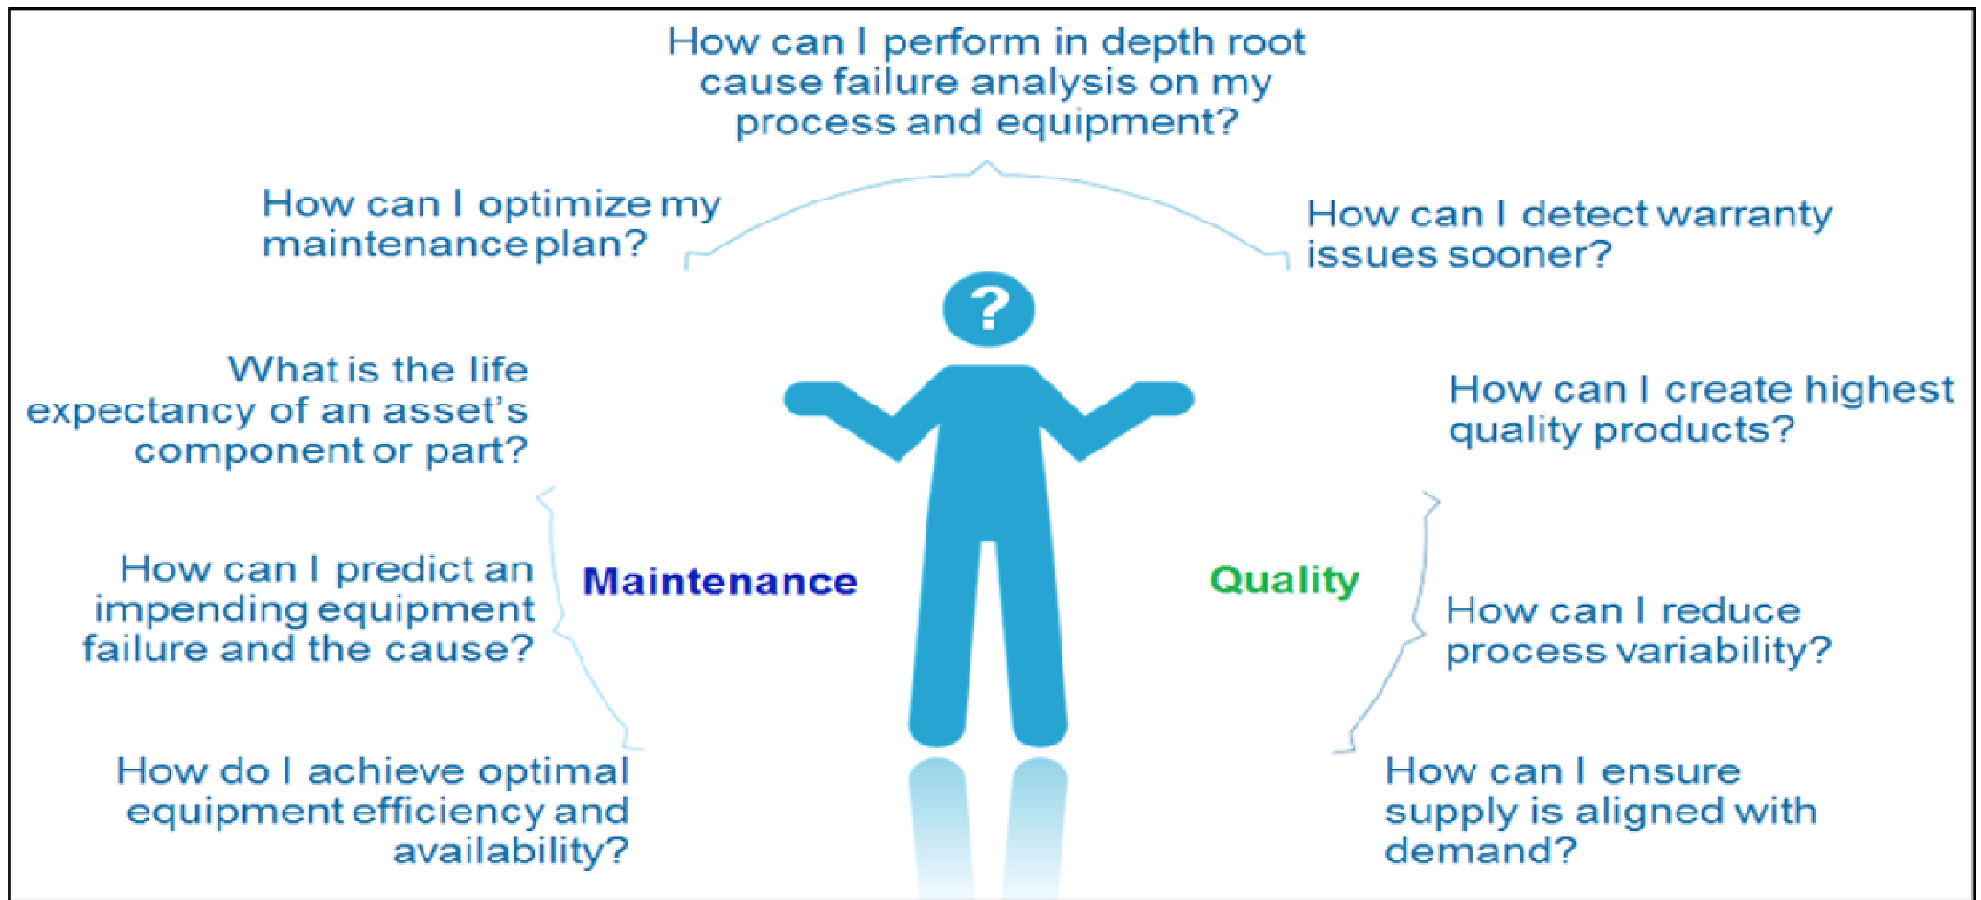 How can I perform in depth root
cause failure analysis on my
process and equipment?
How can I optimize my
maintenance plan?
How can I detect warranty
issues sooner?
?
What is the life
expectancy of an asset's
component or part?
How can I create highest
quality products?
How can I predict an
impending equipment
failure and the cause?
Maintenance
Quality
How can I reduce
process variability?
How do I achieve optimal
equipment efficiency and
availability?
How can I ensure
supply is aligned with
demand?